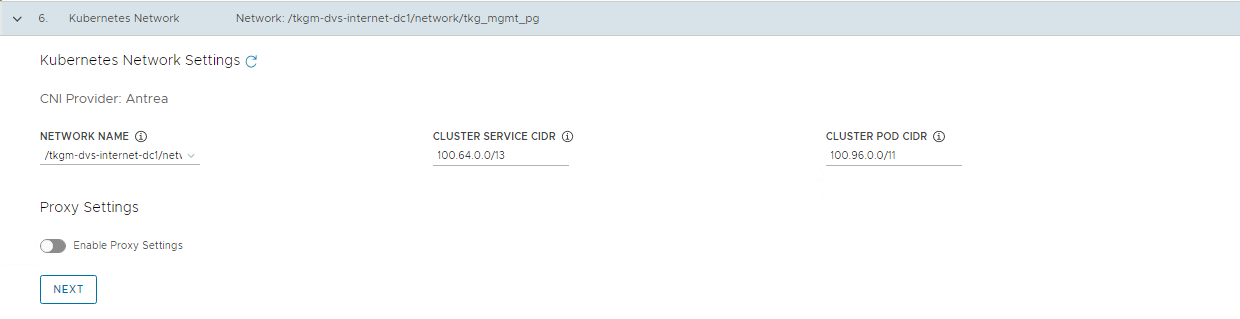 6. Kubernetes Network Network: /tkgm-dvs-internet-dc1/network/tkg_mgmt_pg
Kubernetes Network Settings
CNI Provider: Antrea
NETWORK NAME CLUSTER SERVICE CIDR CLUSTER POD CIDR
/tkgm-dvs-internet-dc1/netv 100.64.0.0/13 100.96.0.0/11
Proxy Settings
Enable Proxy Settings
NEXT